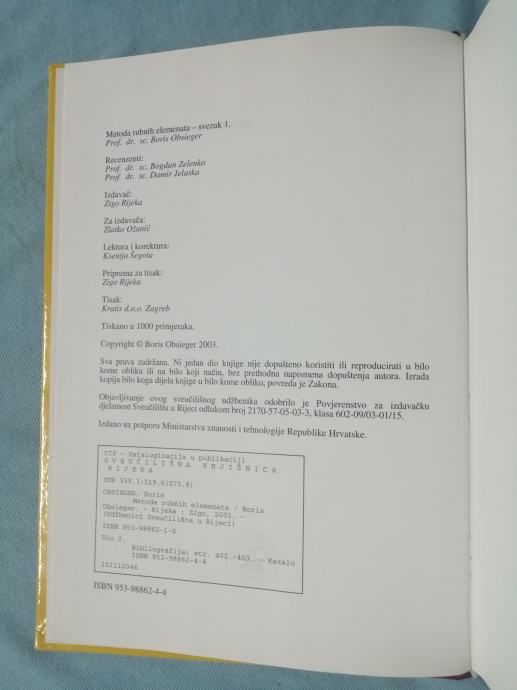 Metoda rubnih elemenata – svezak 1.
Prof. dr. sc. Boris Obsieger
Recenzenti:
Prof. dr. sc. Bogdan Zelenko
Prof. dr. sc. Damir Jelaska
Izdavač:
Zigo Rijeka
Za izdavača:
Zlatko Ožanić
Lektura i korektura:
Ksenija Šegota
Priprema za tisak:
Zigo Rijeka
Tisak:
Kratis d.o.o. Zagreb
Tiskano u 1000 primjeraka.
Copyright © Boris Obsieger 2003.
Sva prava zadržana. Ni jedan dio knjige nije dopušteno koristiti ili reproducirati u bilo
kome obliku ili na bilo koji način, bez prethodna napismena dopuštenja autora. Izrada
kopija bilo koga dijela knjige u bilo kome obliku, povreda je Zakona.
Objavljivanje ovog sveučilišnog udžbenika odobrilo je Povjerenstvo za izdavačku
djelatnost Sveučilišta u Rijeci odlukom broj 2170-57-05-03-3, klasa 602-09/03-01/15.
Izdano uz potporu Ministarstva znanosti i tehnologije Republike Hrvatske.
CIP - Katalogizacija u publikaciji
SVEUČILIŠNA KNJIŽNICA
RIJEKA
UDK 539.3:519.6(075.8)
OBSIEGER, Boris
Metoda rubnih elemenata / Boris
Obsieger. - Rijeka : Zigo, 2003. -
(Udžbenici Sveučilišta u Rijeci)
ISBN 953-98862-1-X
Dio I.
Bibliografija: str. 402.-403. - Kazalo
ISBN 953-98862-4-4
101112046
ISBN 953-98862-4-4